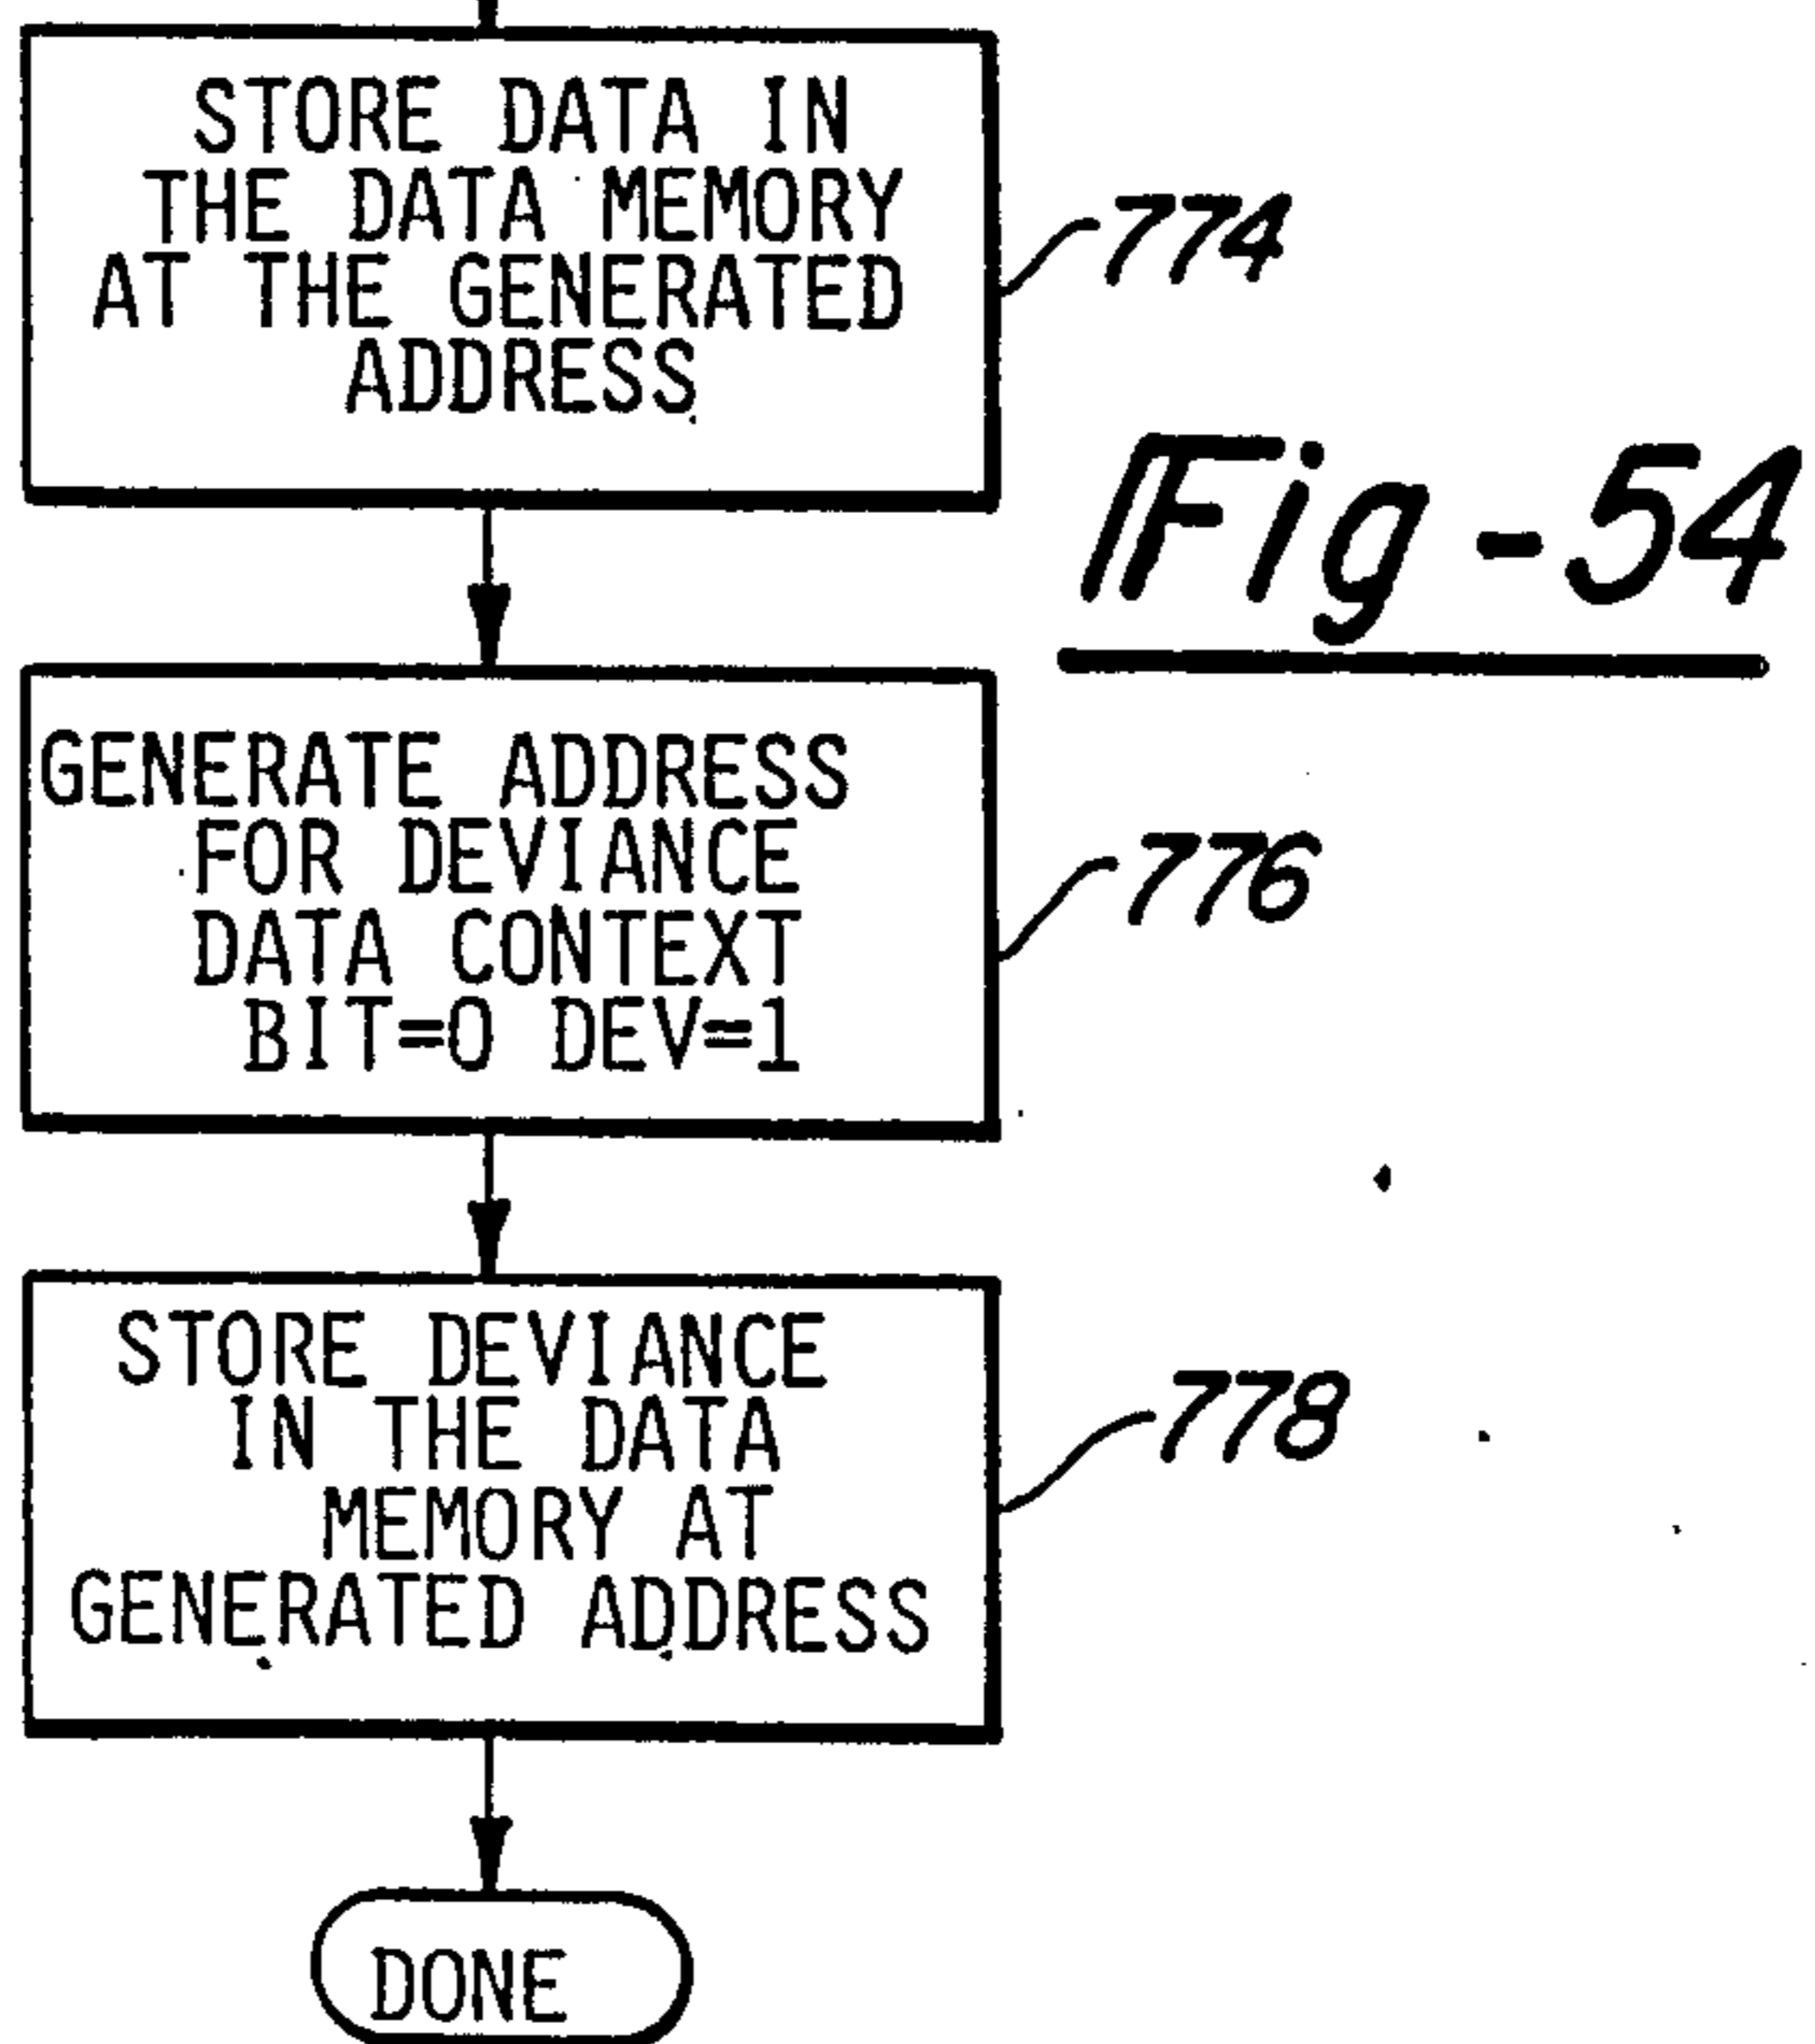 STORE DATA IN
THE DATA MEMORY
AT THE GENERATED
ADDRESS
774
Fig-54
GENERATE ADDRESS
FOR DEVIANCE
DATA CONTEXT
BIT=0 DEV=1
776
STORE DEVIANCE
IN THE DATA
MEMORY AT
GENERATED ADDRESS
778
DONE